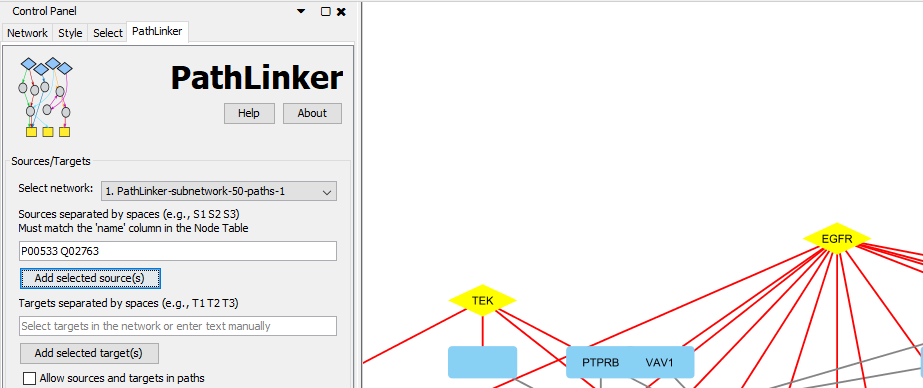 Control Panel
Network Style Select PathLinker
PathLinker
Help About
Sources/Targets
Select network: 1. PathLinker-subnetwork-50-paths-1
Sources separated by spaces (e.g., S1 S2 S3)
Must match the 'name' column in the Node Table
P00533 Q02763
Add selected source(s)
Targets separated by spaces (e.g., T1 T2 T3)
Select targets in the network or enter text manually
Add selected target(s)
Allow sources and targets in paths
EGFR
TEK
PTPRB VAV1